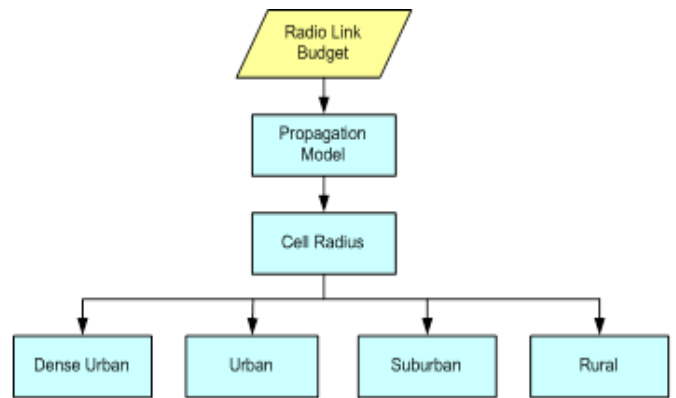 Radio Link
Budget
Propagation
Model
Cell Radius
Dense Urban
Urban
Suburban
Rural